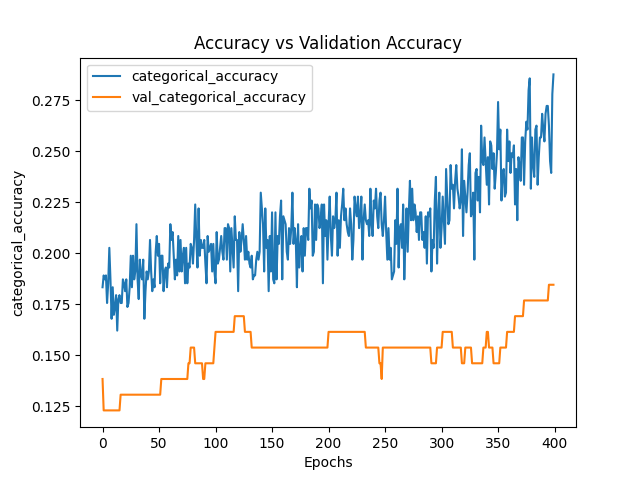 Accuracy vs Validation Accuracy
categorical_accuracy
val_categorical_accuracy
0.275
0.250
0.225
0.200
0.175
0.150
0.125
categorical_accuracy
0 50 100 150 200 250 300 350 400
Epochs